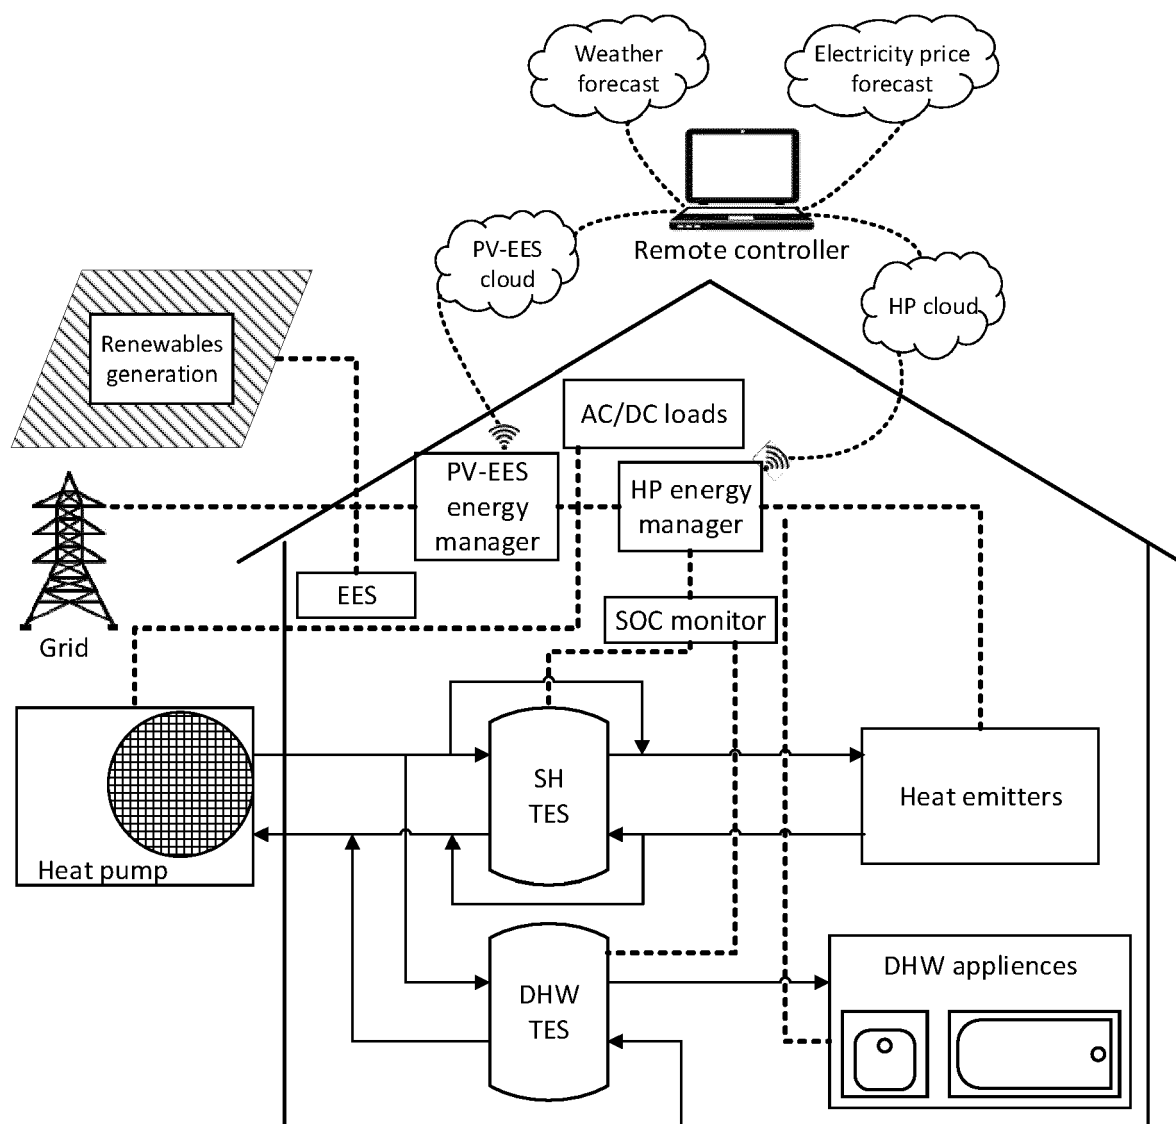 Weather
forecast
Electricity price
forecast
PV-EES
cloud
Remote controller
HP cloud
Renewables
generation
AC/DC loads
PV-EES
energy
manager
HP energy
manager
EES
SOC monitor
Grid
SH
TES
Heat emitters
Heat pump
DHW
TES
DHW appliences